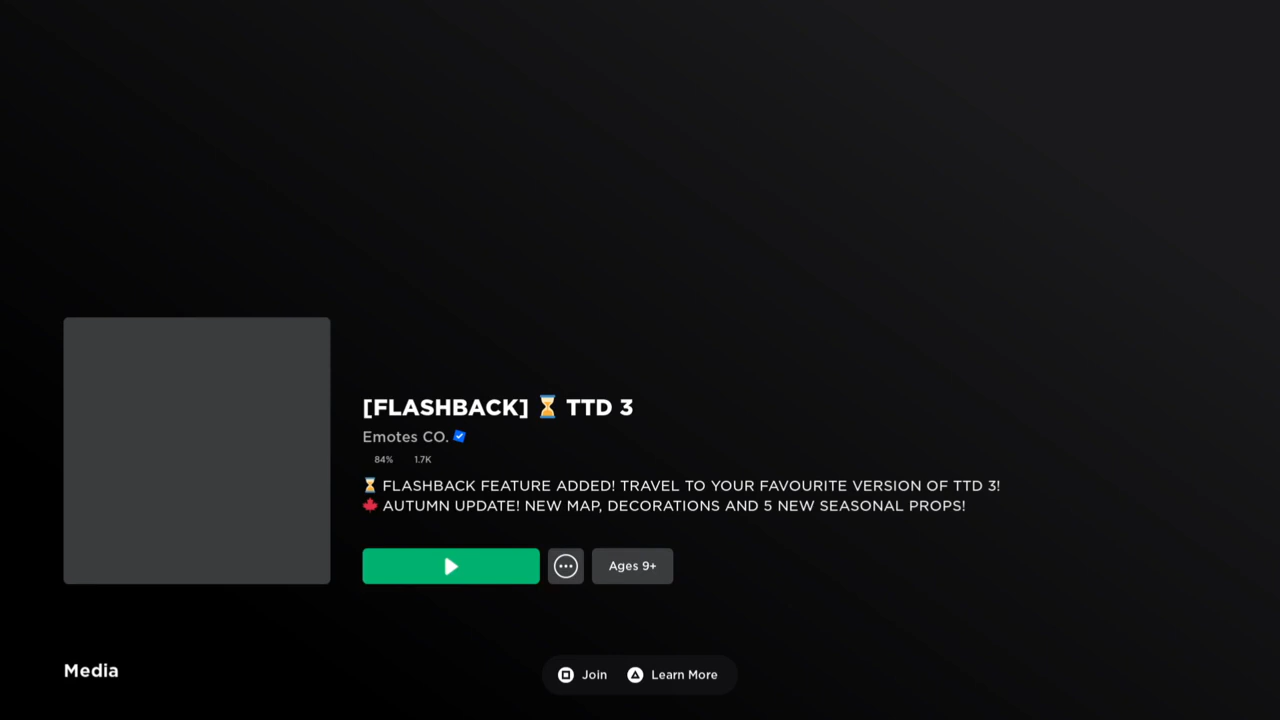 [FLASHBACK] ⏳ TTD 3
Emotes CO.
84% 1.7K
⏳ FLASHBACK FEATURE ADDED! TRAVEL TO YOUR FAVOURITE VERSION OF TTD 3!
🍁 AUTUMN UPDATE! NEW MAP, DECORATIONS AND 5 NEW SEASONAL PROPS!
Ages 9+
Media
Join Learn More